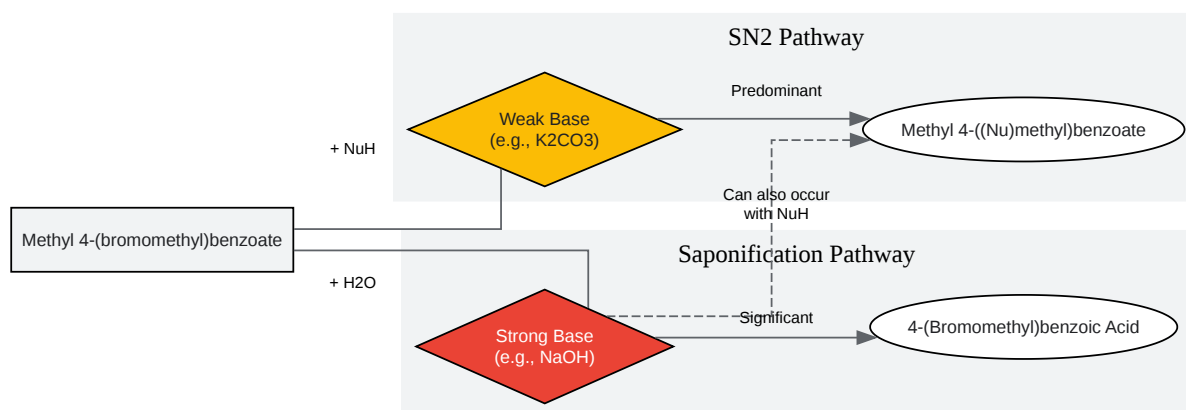 SN2 Pathway
Weak Base
(e.g., K2CO3)
Predominant
Methyl 4-((Nu)methyl)benzoate
+ NuH
Can also occur
with NuH
Methyl 4-(bromomethyl)benzoate
Saponification Pathway
+ H2O
Strong Base
(e.g., NaOH)
Significant
4-(Bromomethyl)benzoic Acid